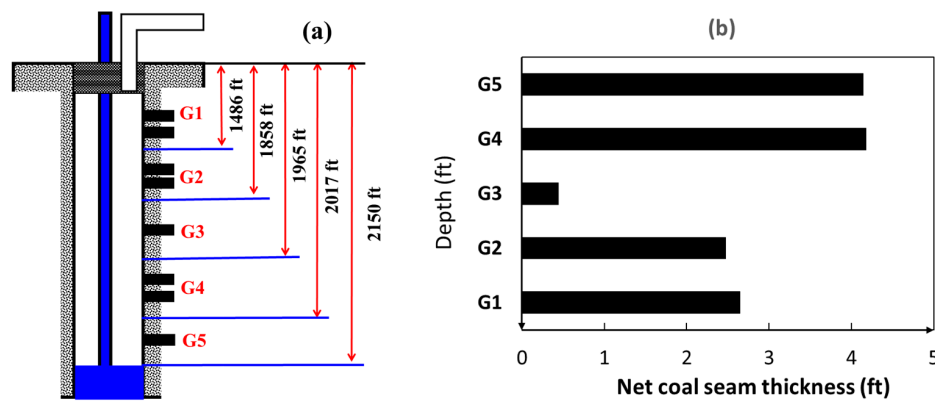 (a)
G1
G2
G3
G4
G5
1486 ft
1858 ft
1965 ft
2017 ft
2150 ft
(b)
Depth (ft)
G5
G4
G3
G2
G1
0 1 2 3 4 5
Net coal seam thickness (ft)